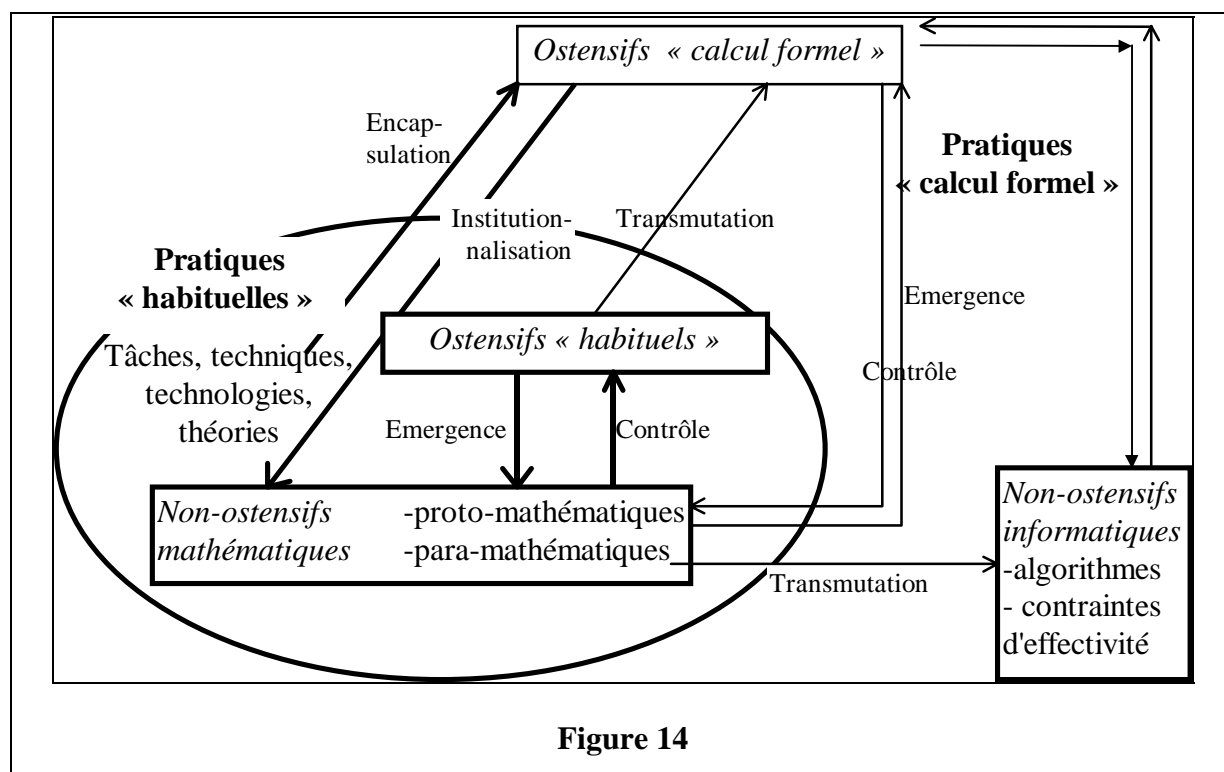 Ostensifs « calcul formel »
Encap-
sulation
Pratiques
« calcul formel »
Institution-
nalisation
Transmutation
Pratiques
« habituelles »
Emergence
Ostensifs « habituels »
Tâches, techniques,
technologies,
théories
Contrôle
Emergence
Contrôle
Non-ostensifs
mathématiques
-proto-mathématiques
-para-mathématiques
Transmutation
Non-ostensifs
informatiques
-algorithmes
- contraintes
d'effectivité
Figure 14